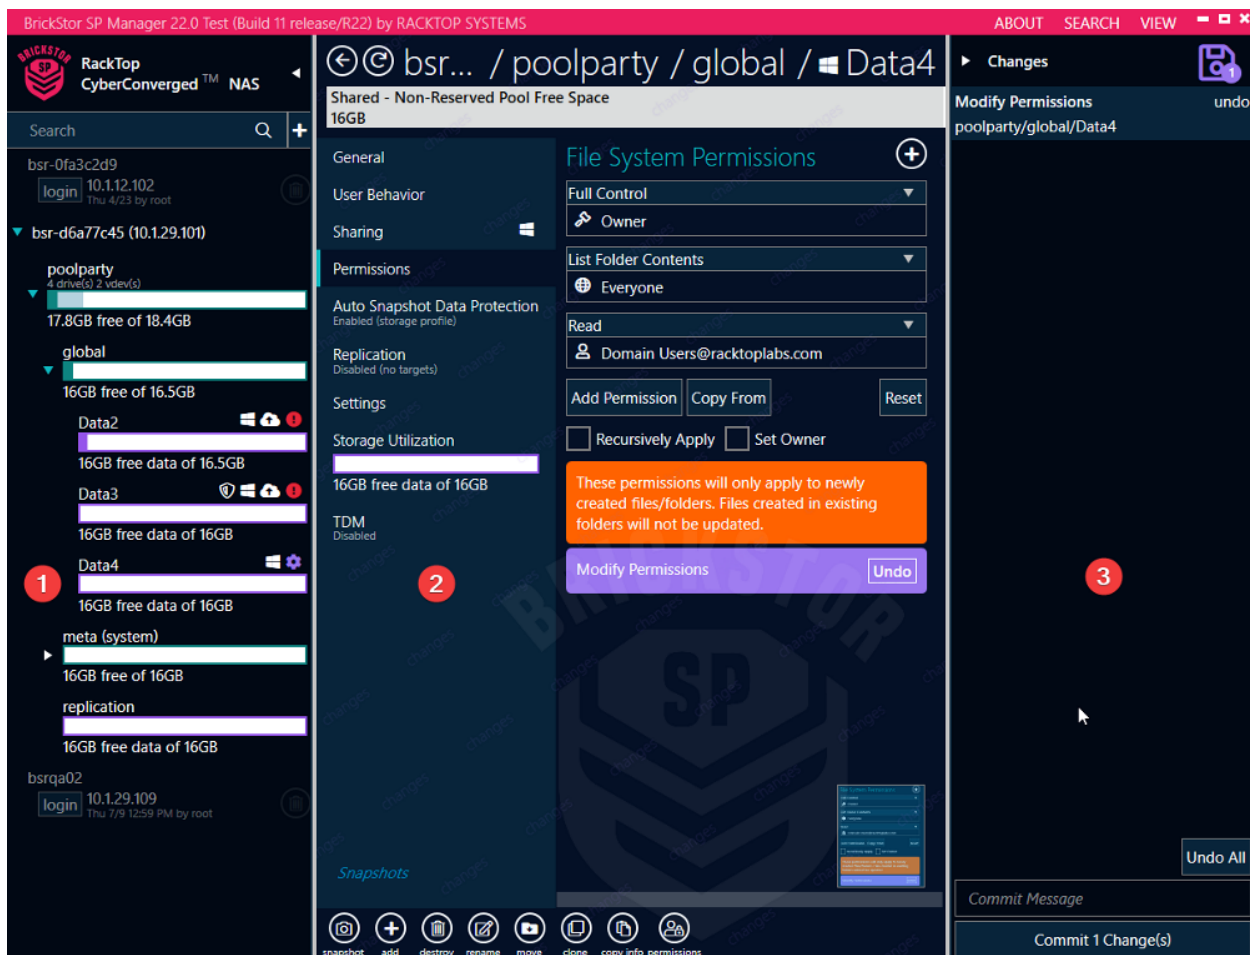 BrickStor SP Manager 22.0 Test (Build 11 release/R22) by RACKTOP SYSTEMS
ABOUT SEARCH VIEW
BRICKSTOR
SP
RackTop
CyberConverged TM NAS
Search
bsr-0fa3c2d9
login
10.1.12.102
Thu 4/23 by root
bsr-d6a77c45 (10.1.29.101)
poolparty
4 drive(s) 2 vdev(s)
17.8GB free of 18.4GB
global
16GB free of 16.5GB
Data2
16GB free data of 16.5GB
Data3
16GB free data of 16GB
Data4
1
16GB free data of 16GB
meta (system)
16GB free of 16GB
replication
16GB free data of 16GB
bsrqa02
login
10.1.29.109
Thu 7/9 12:59 PM by root
bsr... / poolparty / global / Data4
Shared - Non-Reserved Pool Free Space
16GB
General
User Behavior
Sharing
Permissions
Auto Snapshot Data Protection
Enabled (storage profile)
Replication
Disabled (no targets)
Settings
Storage Utilization
16GB free data of 16GB
TDM
Disabled
2
Snapshots
File System Permissions
Full Control
Owner
List Folder Contents
Everyone
Read
Domain Users@racktoplabs.com
Add Permission Copy From Reset
Recursively Apply Set Owner
These permissions will only apply to newly
created files/folders. Files created in existing
folders will not be updated.
Modify Permissions Undo
BRICKSTOR
SP
snapshot add destroy rename move clone copy info permissions
Changes
1
Modify Permissions undo
poolparty/global/Data4
3
Undo All
Commit Message
Commit 1 Change(s)